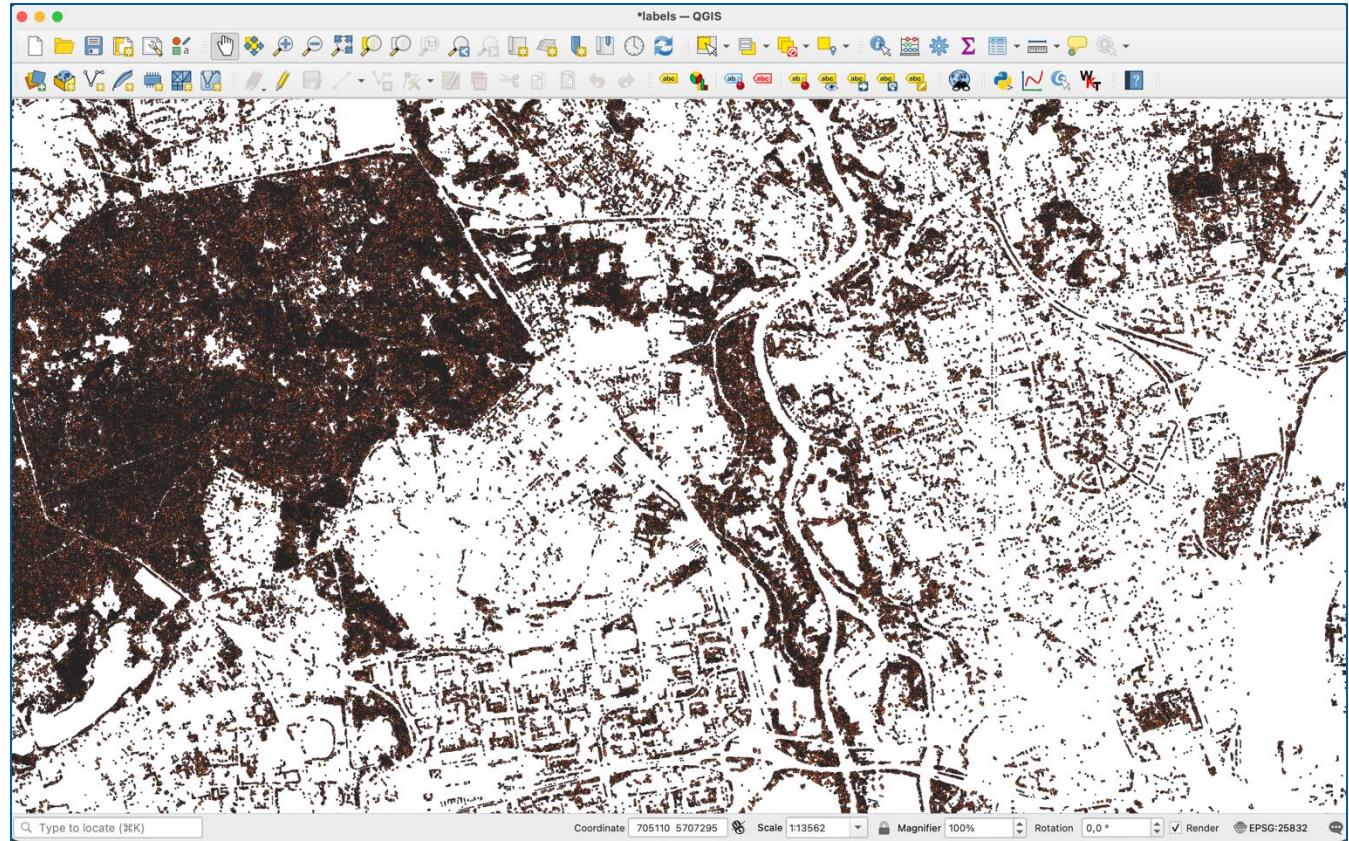 *labels — QGIS
Type to locate (⌘K)
Coordinate 705110 5707295 Scale 1:13562 Magnifier 100% Rotation 0,0 ° Render EPSG:25832